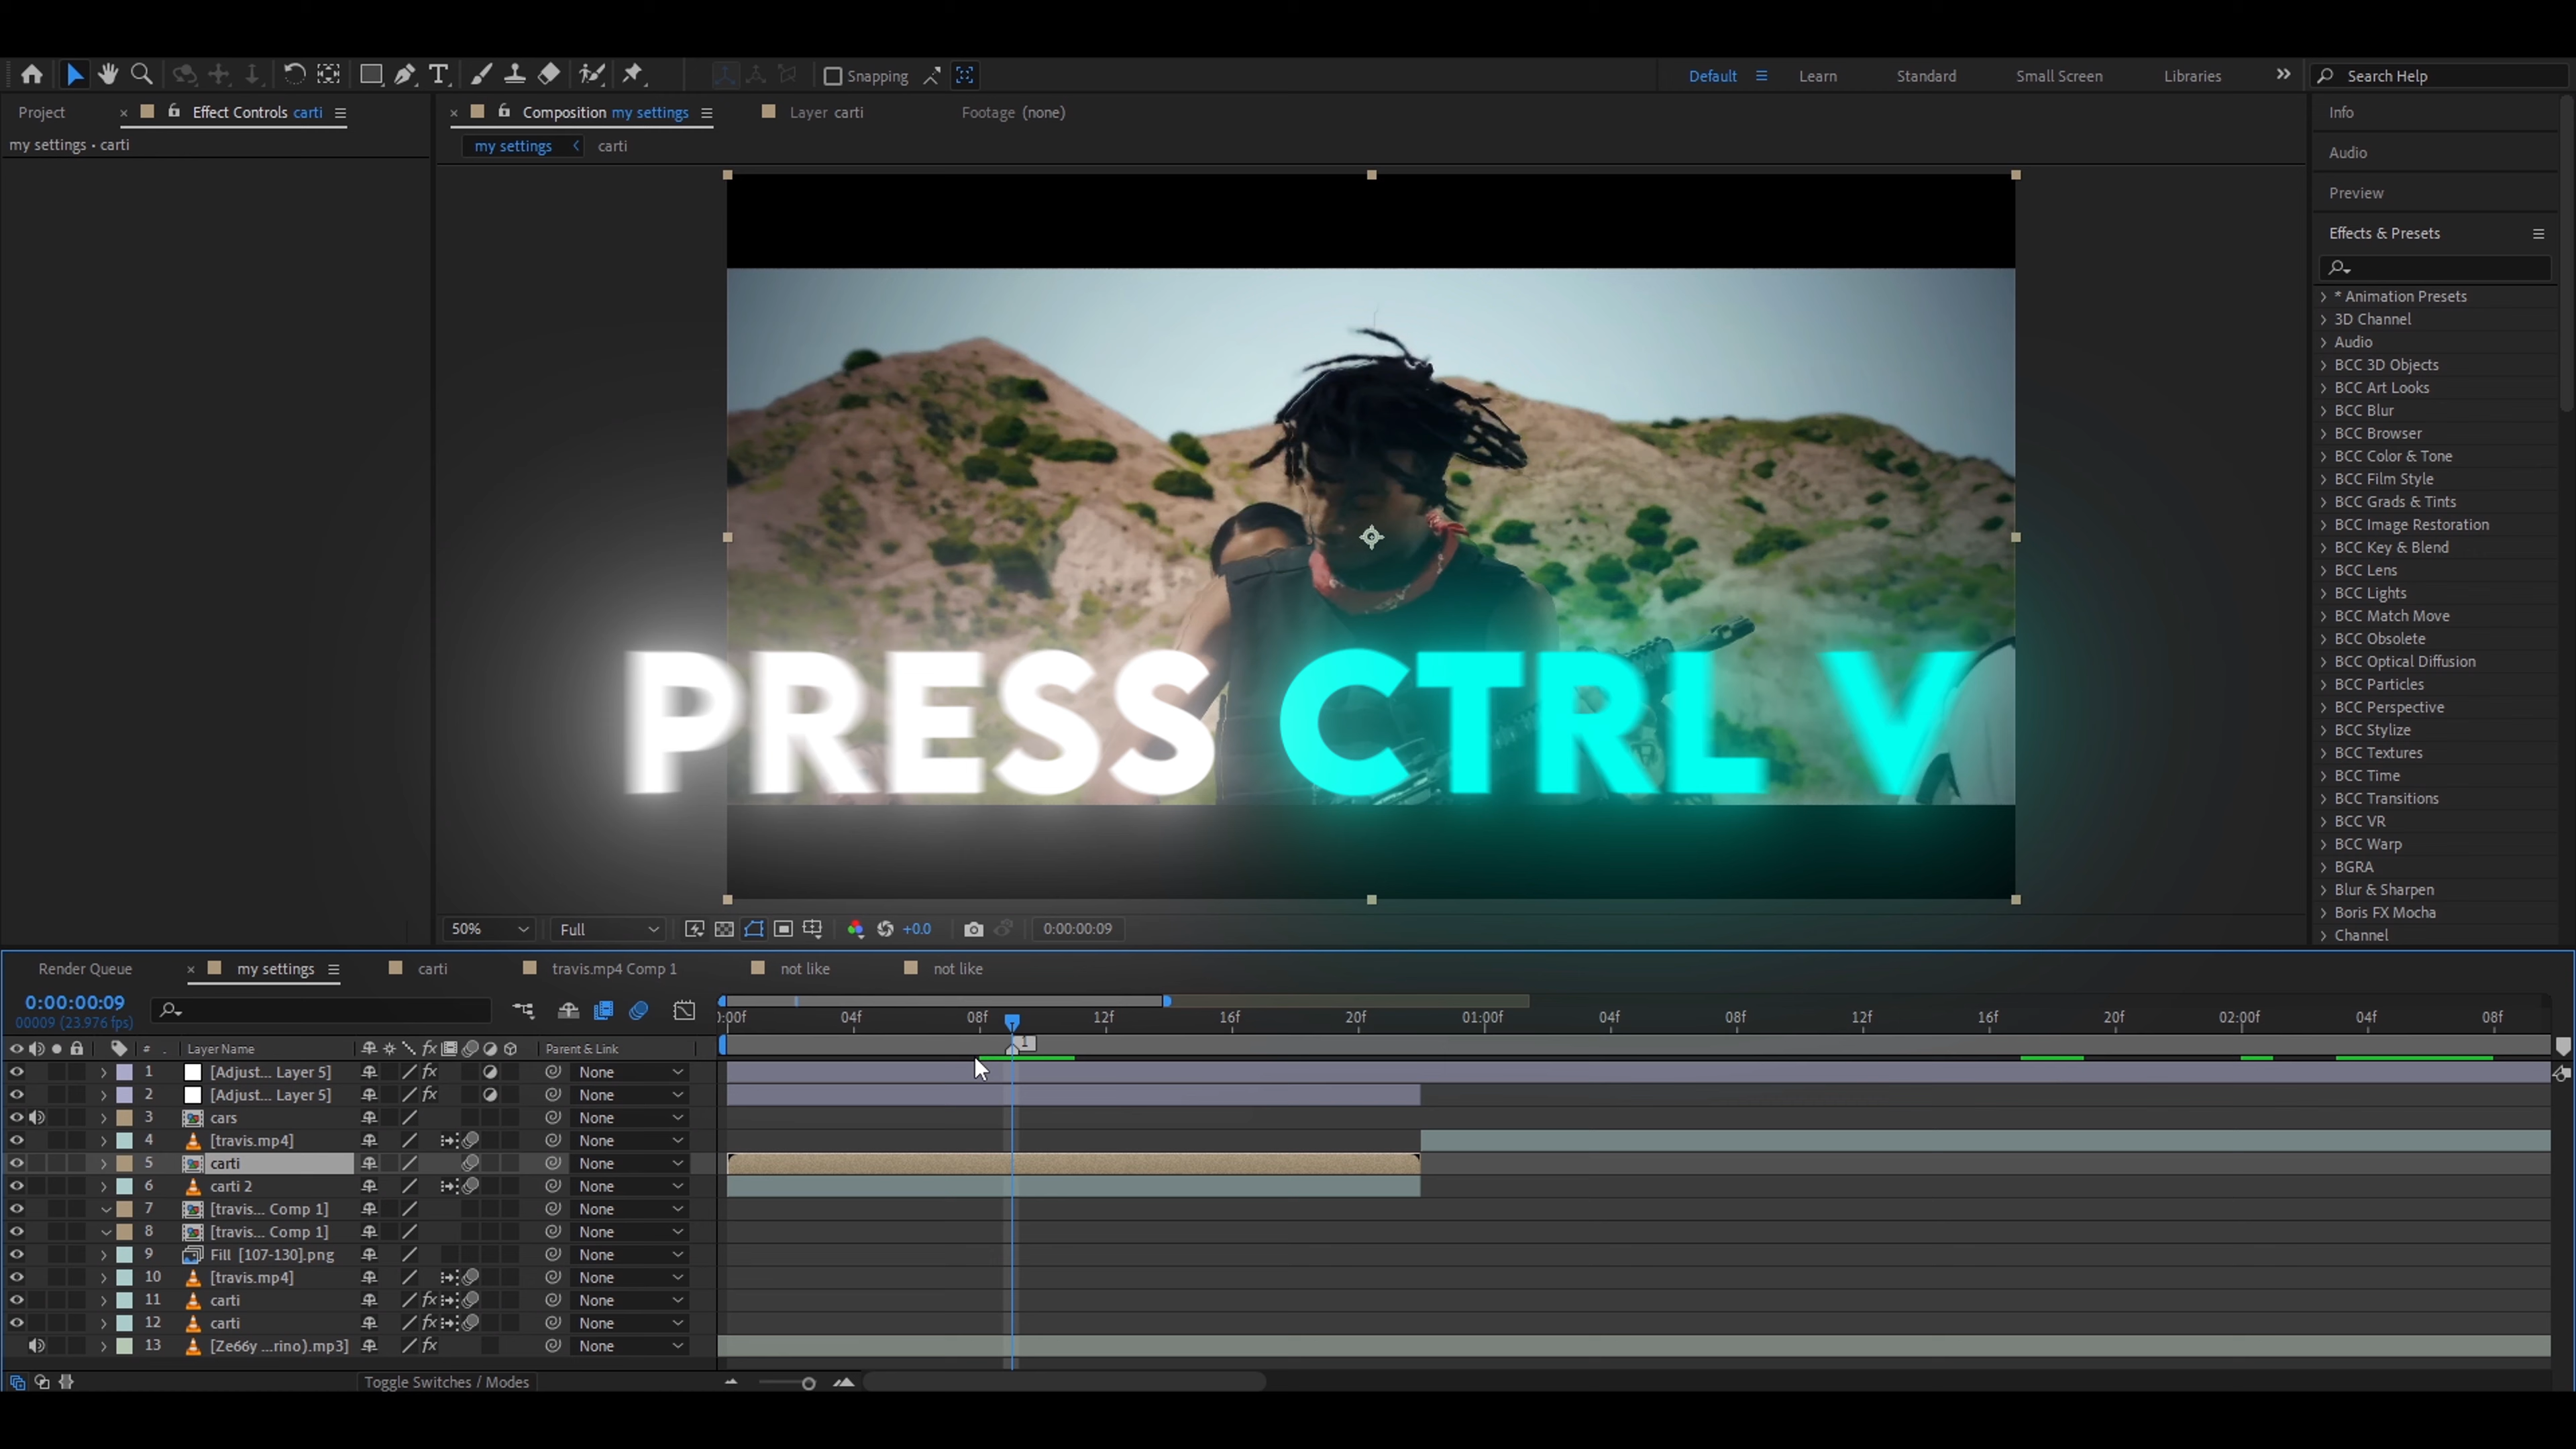 Snapping
Default
Learn
Standard
Small Screen
Libraries
Search Help
Project
Effect Controls carti
Composition my settings
Layer carti
Footage (none)
my settings • carti
my settings
carti
Info
Audio
Preview
Effects & Presets
* Animation Presets
3D Channel
Audio
BCC 3D Objects
BCC Art Looks
BCC Blur
BCC Browser
BCC Color & Tone
BCC Film Style
BCC Grads & Tints
BCC Image Restoration
BCC Key & Blend
BCC Lens
BCC Lights
BCC Match Move
BCC Obsolete
BCC Optical Diffusion
BCC Particles
BCC Perspective
BCC Stylize
BCC Textures
BCC Time
BCC Transitions
BCC VR
BCC Warp
BGRA
Blur & Sharpen
Boris FX Mocha
Channel
PRESS CTRL V
50%
Full
+0.0
0:00:00:09
Render Queue
my settings
carti
travis.mp4 Comp 1
not like
not like
0:00:00:09
00009 (23.976 fps)
):00f 04f 08f 12f 16f 20f 01:00f 04f 08f 12f 16f 20f 02:00f 04f 08f
1
# Layer Name fx Parent & Link
1 [Adjust... Layer 5] fx None
2 [Adjust... Layer 5] fx None
3 cars None
4 [travis.mp4] None
5 carti None
6 carti 2 None
7 [travis... Comp 1] None
8 [travis... Comp 1] None
9 Fill [107-130].png None
10 [travis.mp4] None
11 carti fx None
12 carti fx None
13 [Ze66y ...rino).mp3] fx None
Toggle Switches / Modes